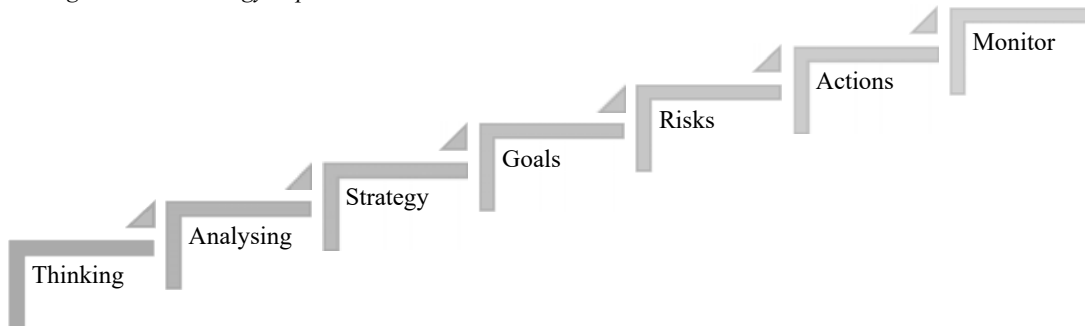 Monitor
Actions
Risks
Goals
Strategy
Analysing
Thinking